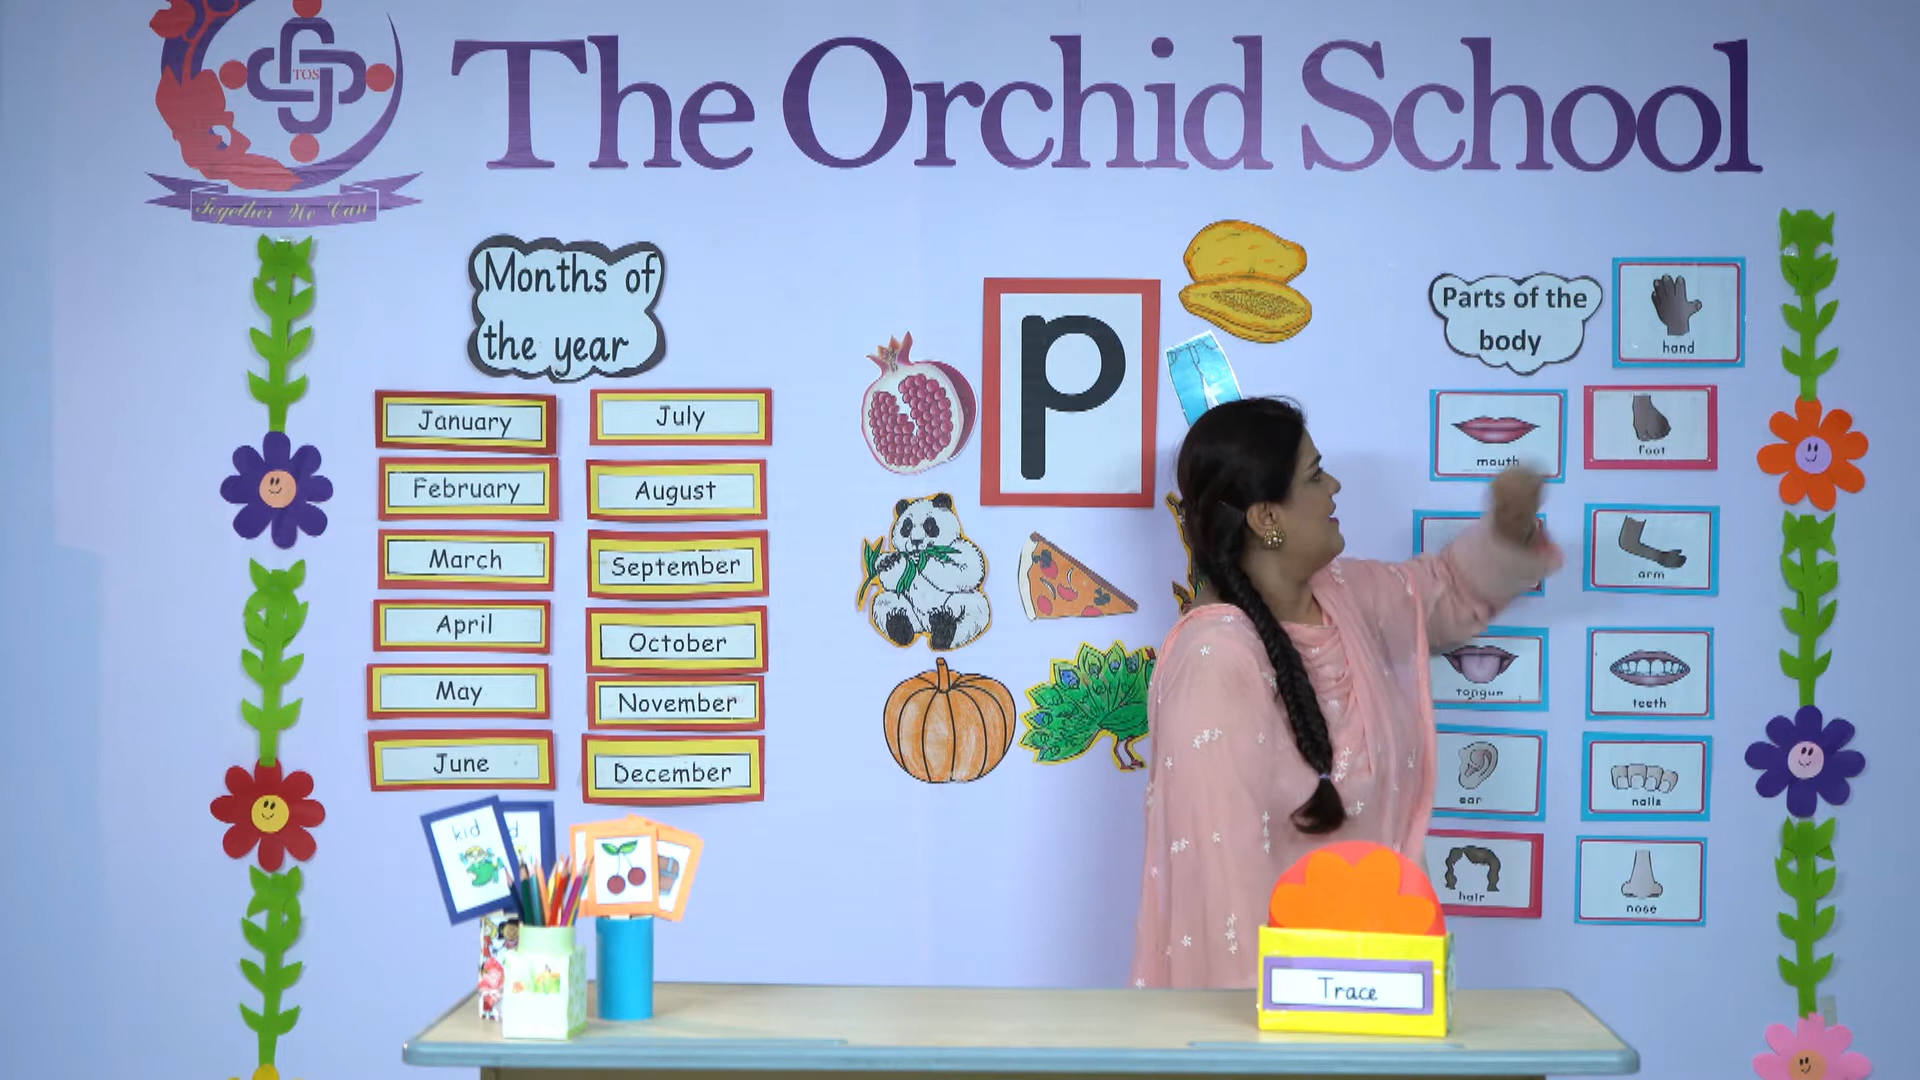 TOS
Together We Can
The Orchid School
Months of
the year
January
February
March
April
May
June
July
August
September
October
November
December
p
Parts of the
body
hand
mouth
foot
arm
tongue
teeth
ear
nails
hair
nose
kid
Trace